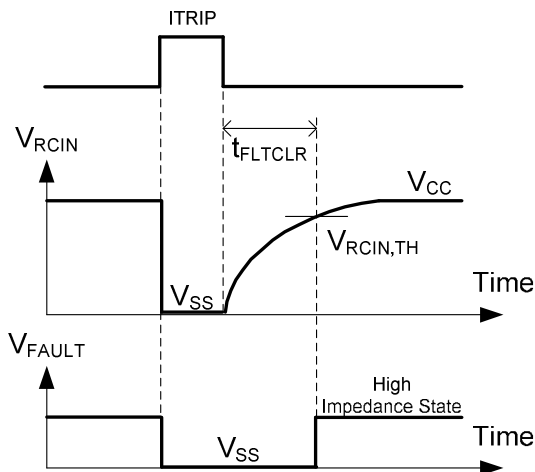 ITRIP
VRCIN
tFLTCLR
VCC
VRCIN,TH
VSS
Time
VFAULT
High
Impedance State
VSS
Time